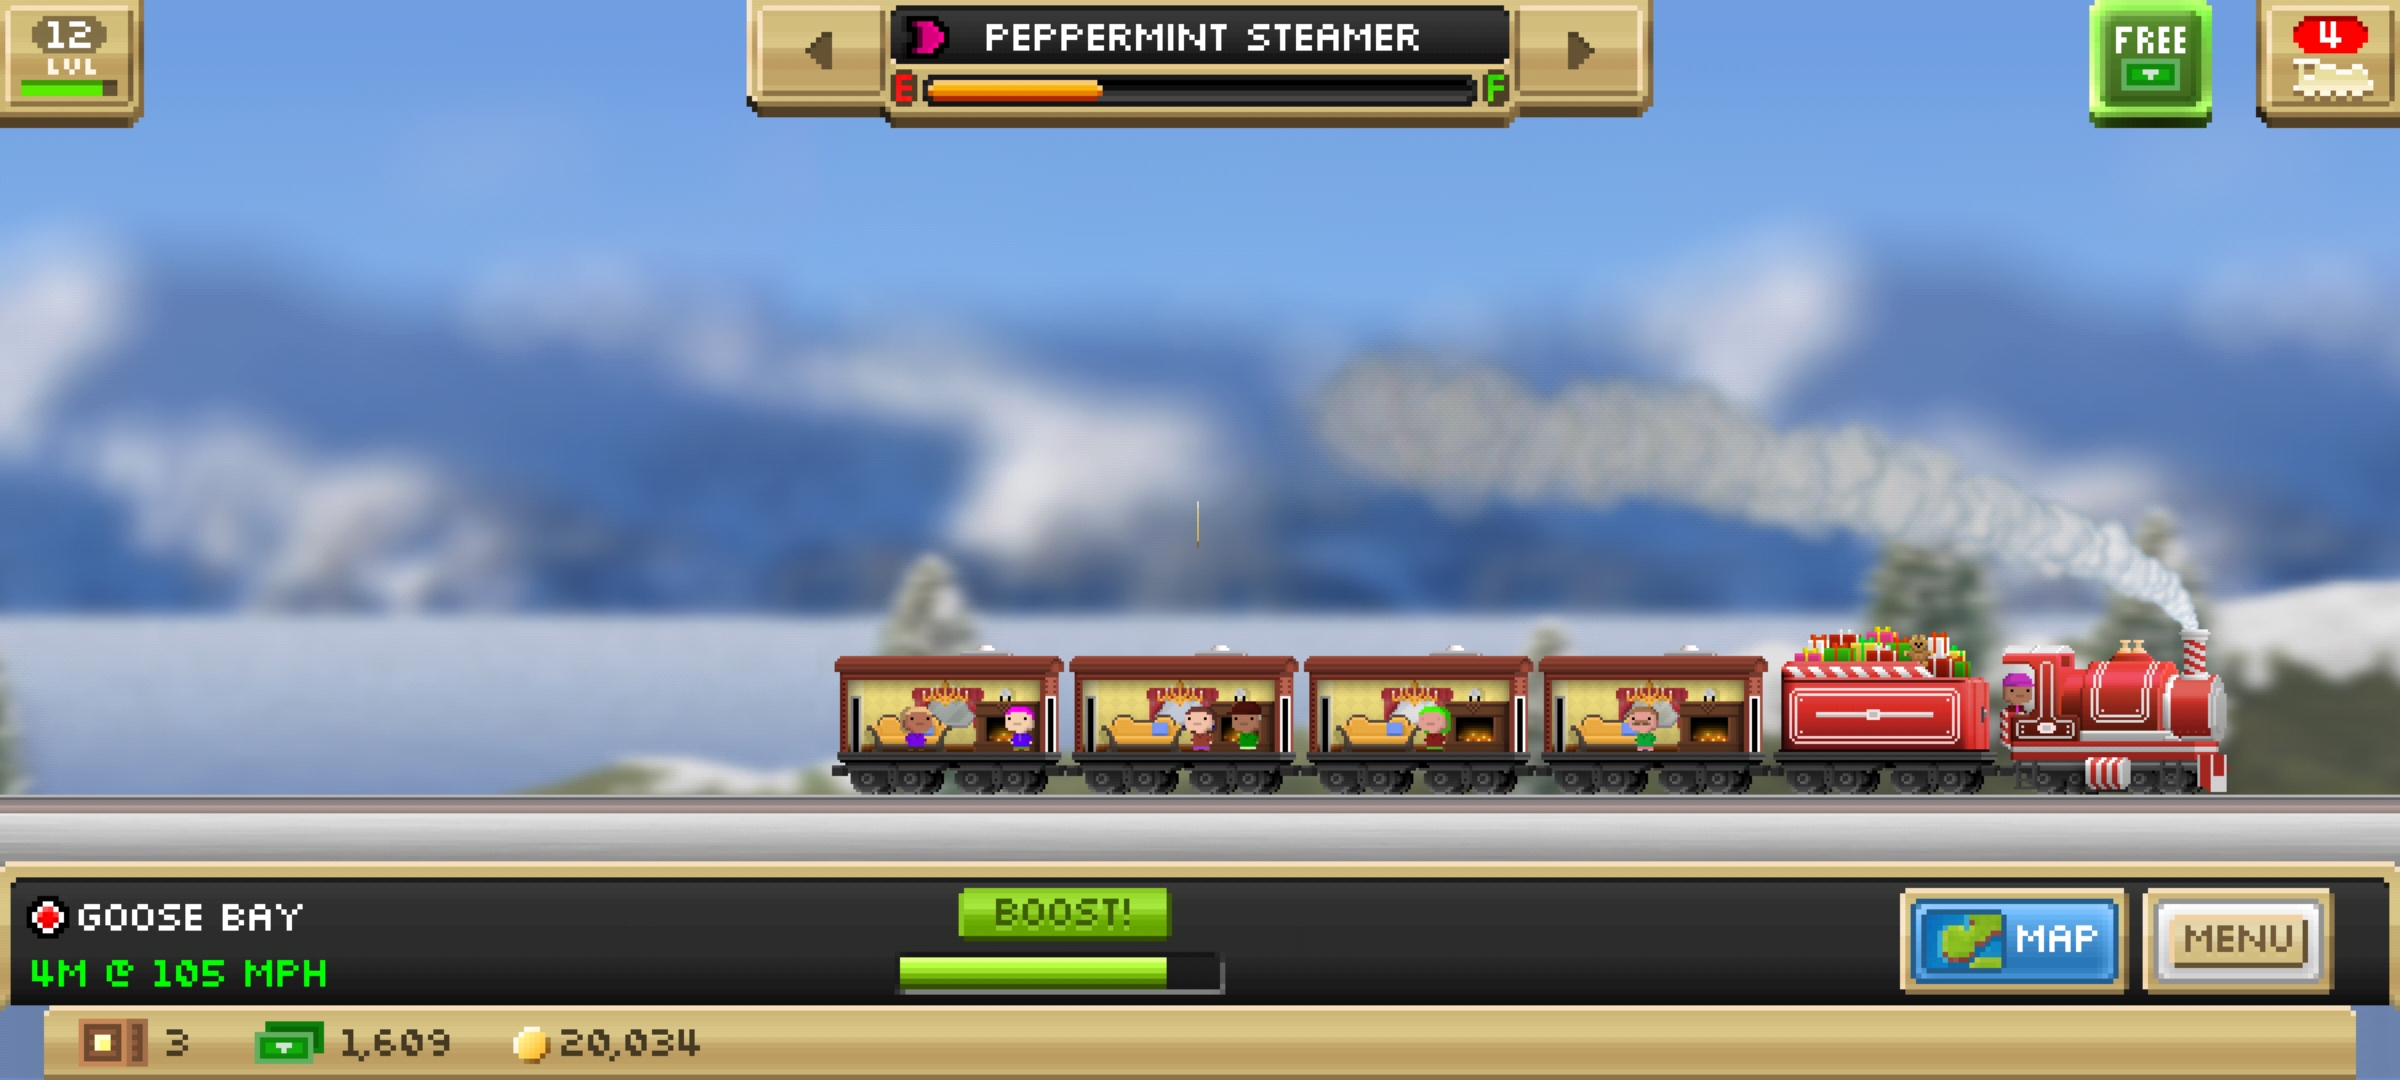 12
LVL
PEPPERMINT STEAMER
E F
FREE
4
GOOSE BAY
4M @ 105 MPH
BOOST!
MAP
MENU
3
1,609
20,034